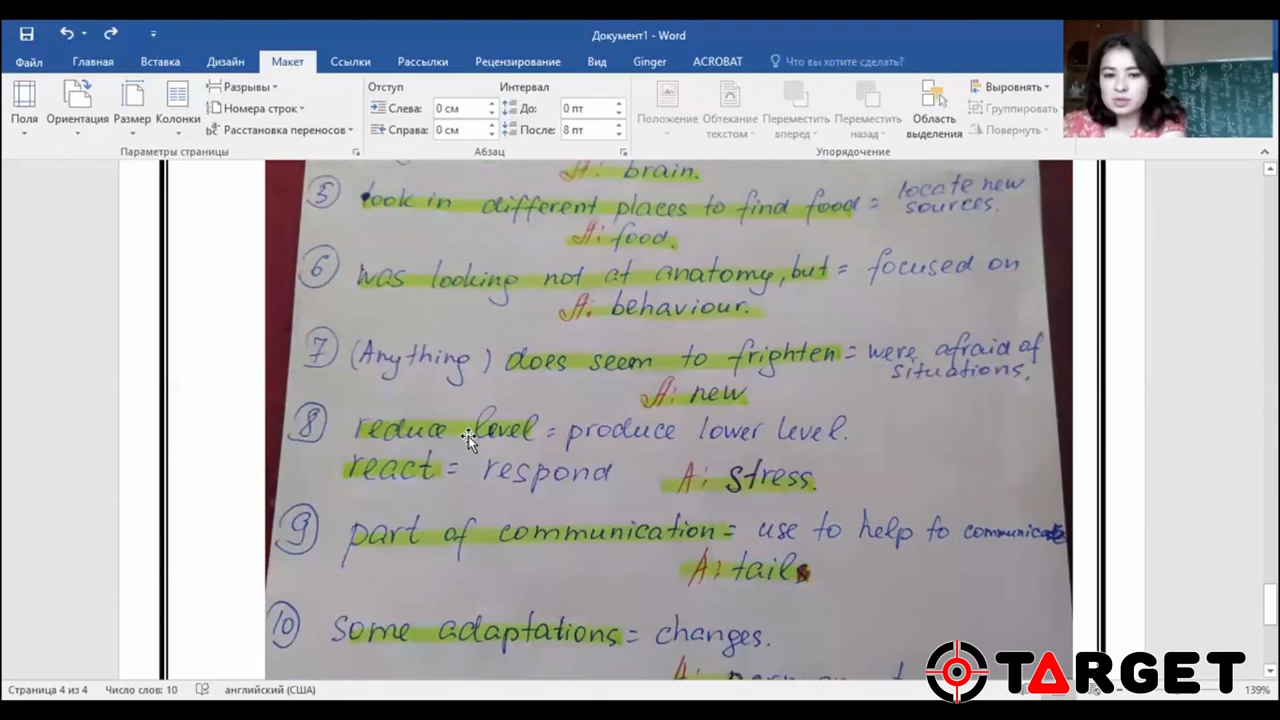 Документ1 - Word
Файл Главная Вставка Дизайн Макет Ссылки Рассылки Рецензирование Вид Ginger ACROBAT Что вы хотите сделать?
Поля
Ориентация
Размер
Колонки
Разрывы
Номера строк
Расстановка переносов
Параметры страницы
Отступ
Слева: 0 см
Справа: 0 см
Интервал
До: 0 пт
После: 8 пт
Абзац
Положение
Обтекание текстом
Переместить вперед
Переместить назад
Область выделения
Выровнять
Группировать
Повернуть
Упорядочение
A: brain.
5 look in different places to find food = locate new
sources.
A: food.
6 was looking not at anatomy, but = focused on
A: behaviour.
7 (Anything) does seem to frighten = were afraid of
situations.
A: new
8 reduce level = produce lower level.
react = respond A: stress.
9 part of communication = use to help to communicate
A: tail
10 some adaptations = changes.
A:
TARGET
Страница 4 из 4 Число слов: 10 английский (США) 139%